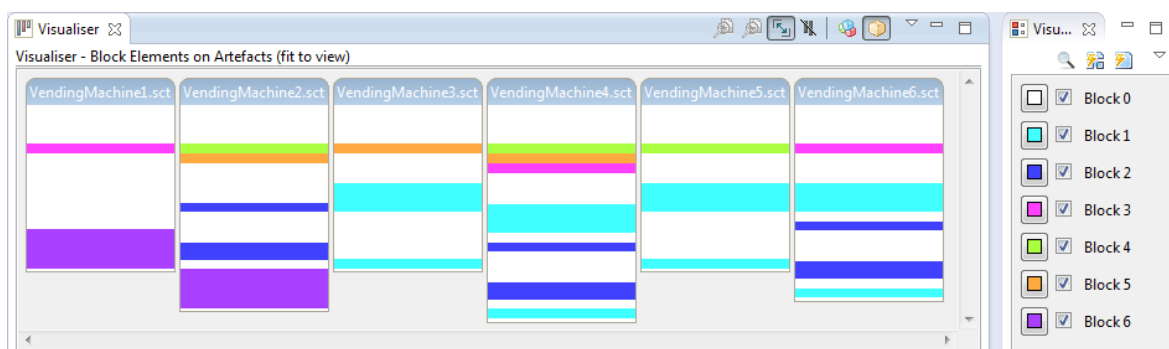 Visualiser
Visualiser - Block Elements on Artefacts (fit to view)
VendingMachine1.sct VendingMachine2.sct VendingMachine3.sct VendingMachine4.sct VendingMachine5.sct VendingMachine6.sct
Visu...
Block 0
Block 1
Block 2
Block 3
Block 4
Block 5
Block 6